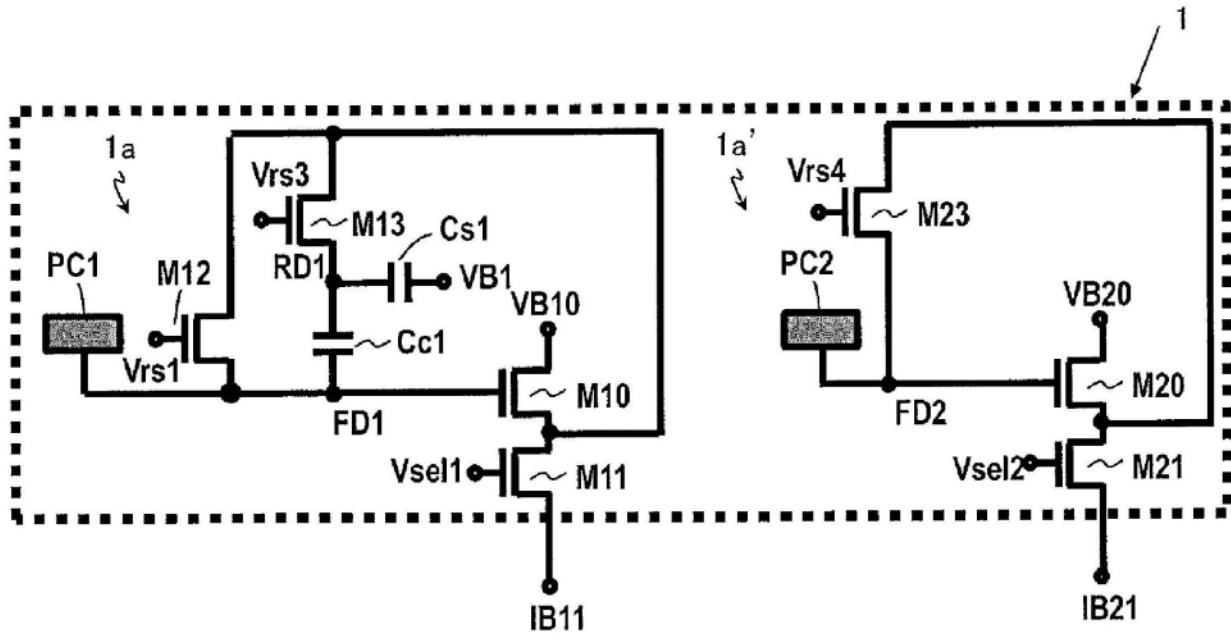 1
1a
1a'
Vrs3
Vrs4
M13
M23
Cs1
PC1
M12
RD1
VB1
PC2
VB10
VB20
Vrs1
Cc1
M10
M20
FD1
FD2
Vsel1
M11
Vsel2
M21
IB11
IB21